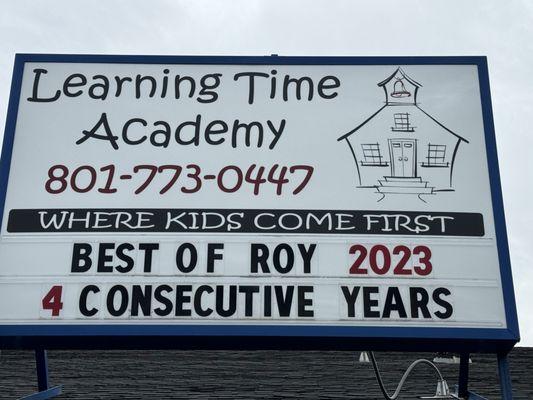 Learning Time
Academy
801-773-0447
WHERE KIDS COME FIRST
BEST OF ROY 2023
4 CONSECUTIVE YEARS